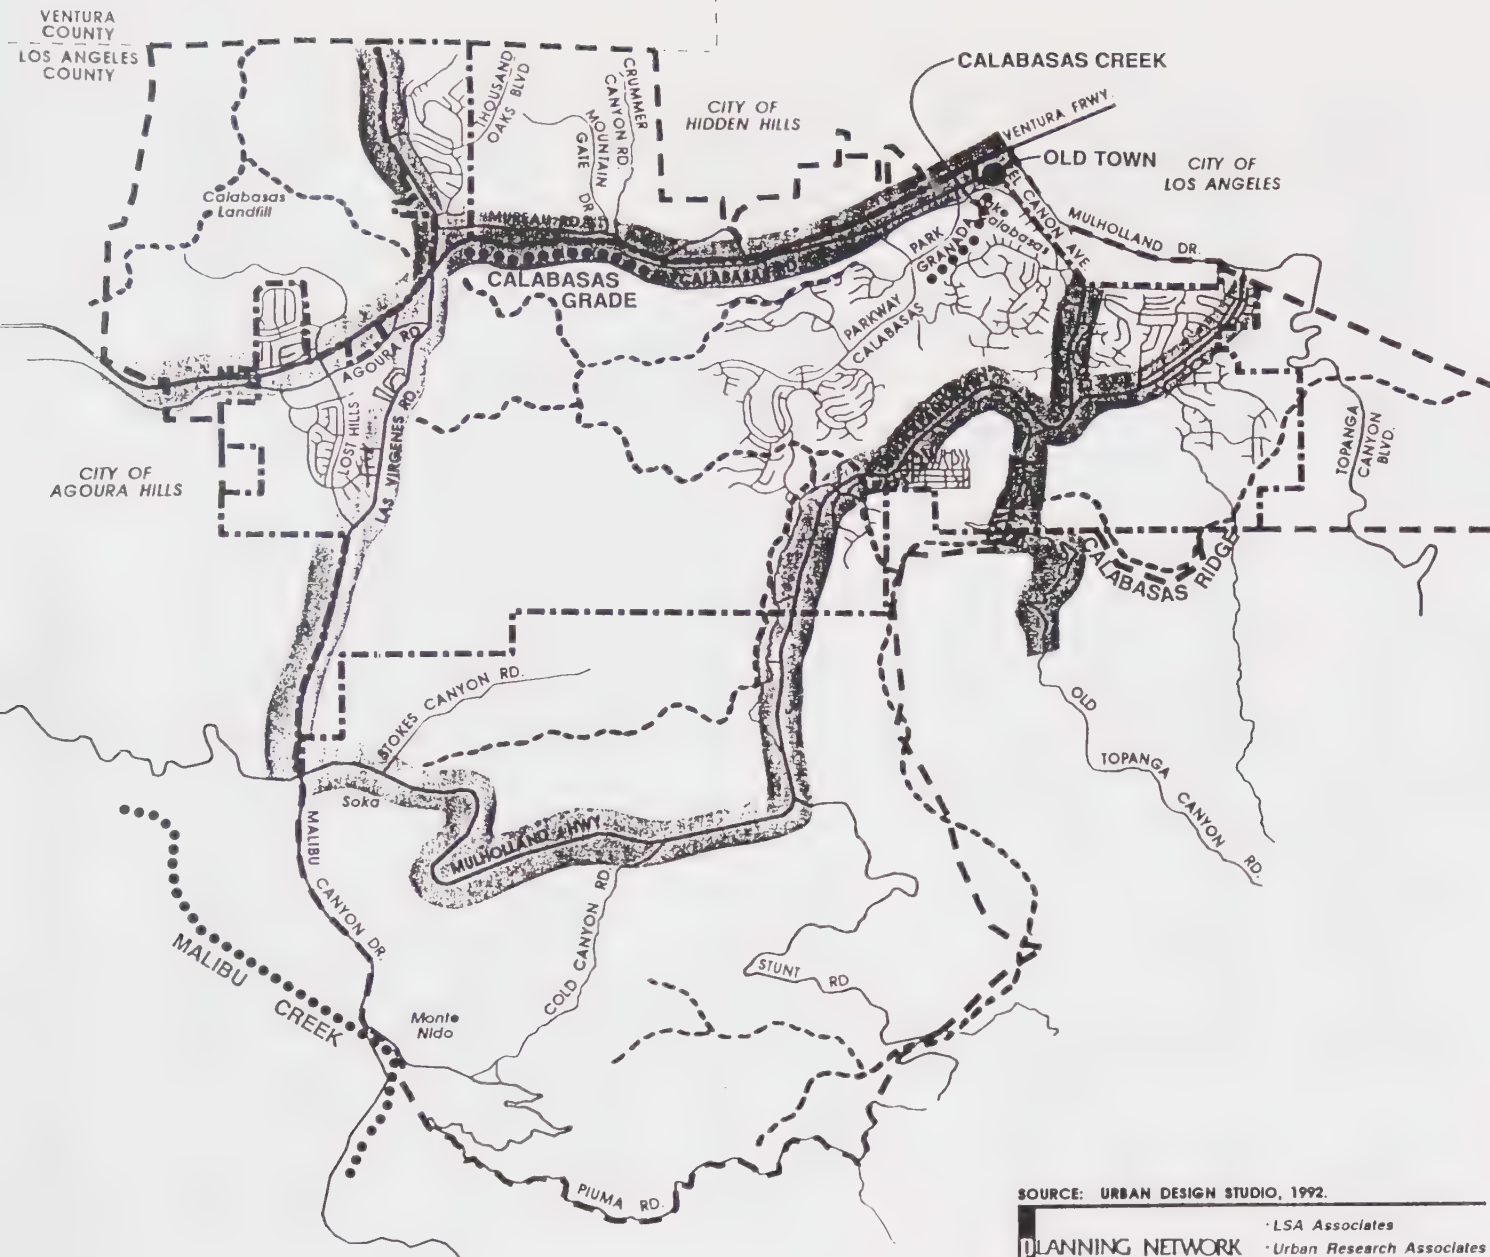 VENTURA
COUNTY
LOS ANGELES
COUNTY
THOUSAND
OAKS BLVD
CRUMMER
CANYON RD.
MOUNTAIN
GATE DR
CITY OF
HIDDEN HILLS
CALABASAS CREEK
VENTURA FRWY.
OLD TOWN
CITY OF
LOS ANGELES
EL CANON AVE
MULHOLLAND DR.
Lake
Calabasas
Calabasas
Landfill
MUREAU RD.
CALABASAS RD.
CALABASAS
GRADE
PARK
GRANADA
PARKWAY
CALABASAS
AGOURA RD
LOST HILLS
LAS VIRGENES RD
CITY OF
AGOURA HILLS
TOPANGA
CANYON
BLVD.
CALABASAS RIDGE
STOKES CANYON RD.
OLD
TOPANGA
CANYON
RD.
Soka
MULHOLLAND HWY
MALIBU
CANYON DR.
COLD CANYON RD.
STUNT RD
MALIBU
CREEK
Monte
Nido
PIUMA RD.
SOURCE: URBAN DESIGN STUDIO, 1992.
PLANNING NETWORK
· LSA Associates
· Urban Research Associates